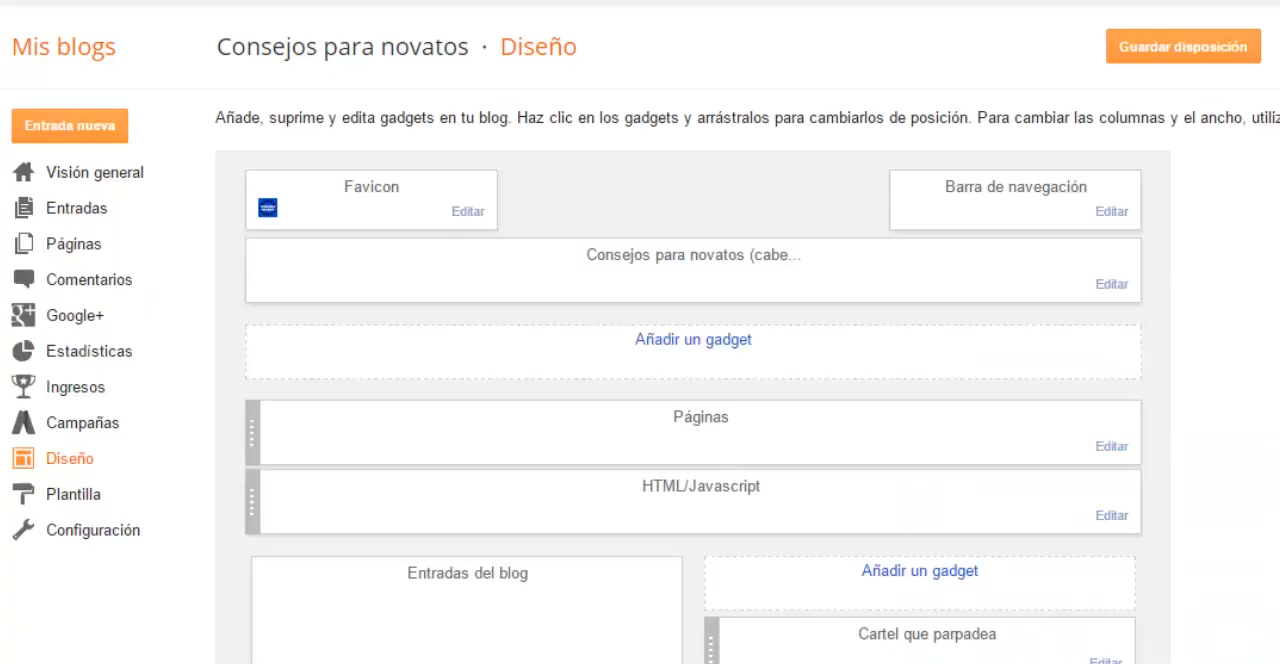 Mis blogs
Consejos para novatos · Diseño
Guardar disposición
Entrada nueva
Añade, suprime y edita gadgets en tu blog. Haz clic en los gadgets y arrástralos para cambiarlos de posición. Para cambiar las columnas y el ancho, utiliz
Visión general
Entradas
Páginas
Comentarios
Google+
Estadísticas
Ingresos
Campañas
Diseño
Plantilla
Configuración
Favicon
Editar
Barra de navegación
Editar
Consejos para novatos (cabe...
Editar
Añadir un gadget
Páginas
Editar
HTML/Javascript
Editar
Entradas del blog
Añadir un gadget
Cartel que parpadea
Editar